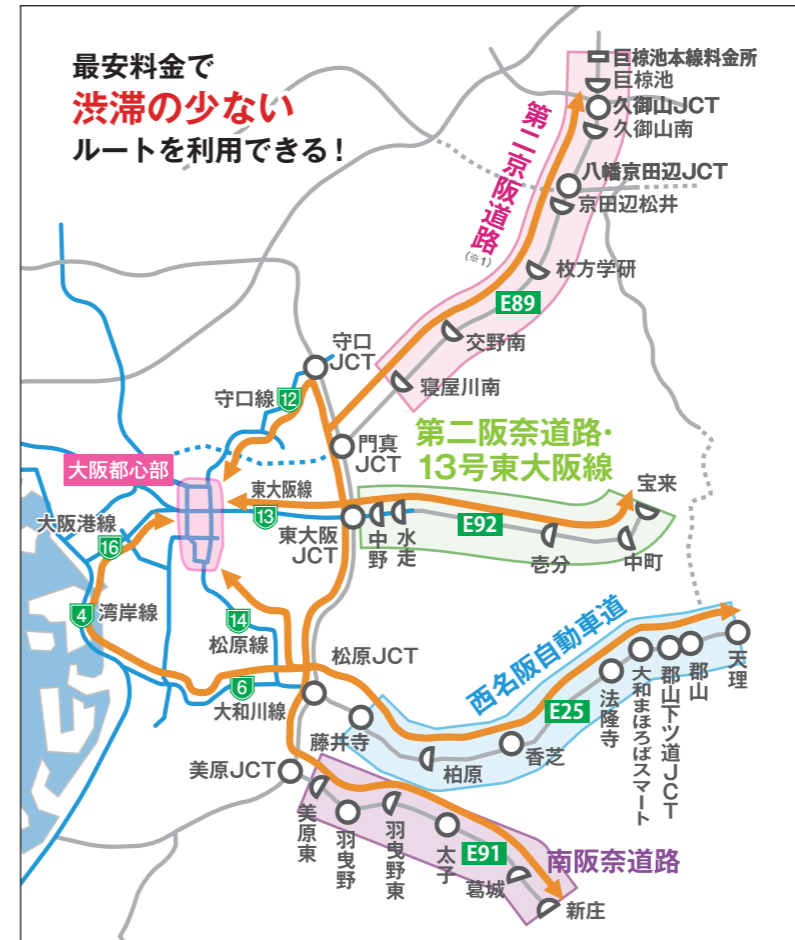 最安料金で
渋滞の少ない
ルートを利用できる!
巨椋池本線料金所
巨椋池
久御山JCT
久御山南
八幡京田辺JCT
京田辺松井
第二京阪道路
(※1)
枚方学研
E89
交野南
寝屋川南
守口
JCT
守口線
12
門真
JCT
第二阪奈道路・
13号東大阪線
大阪都心部
東大阪線
13
宝来
E92
大阪港線
16
東大阪
JCT
中野
水走
壱分
中町
4
湾岸線
14
松原線
松原JCT
6
大和川線
西名阪自動車道
E25
天理
郡山
郡山下ツ道JCT
大和まほろばスマート
法隆寺
藤井寺
柏原
香芝
美原JCT
美原東
羽曳野
羽曳野東
太子
E91
葛城
新庄
南阪奈道路